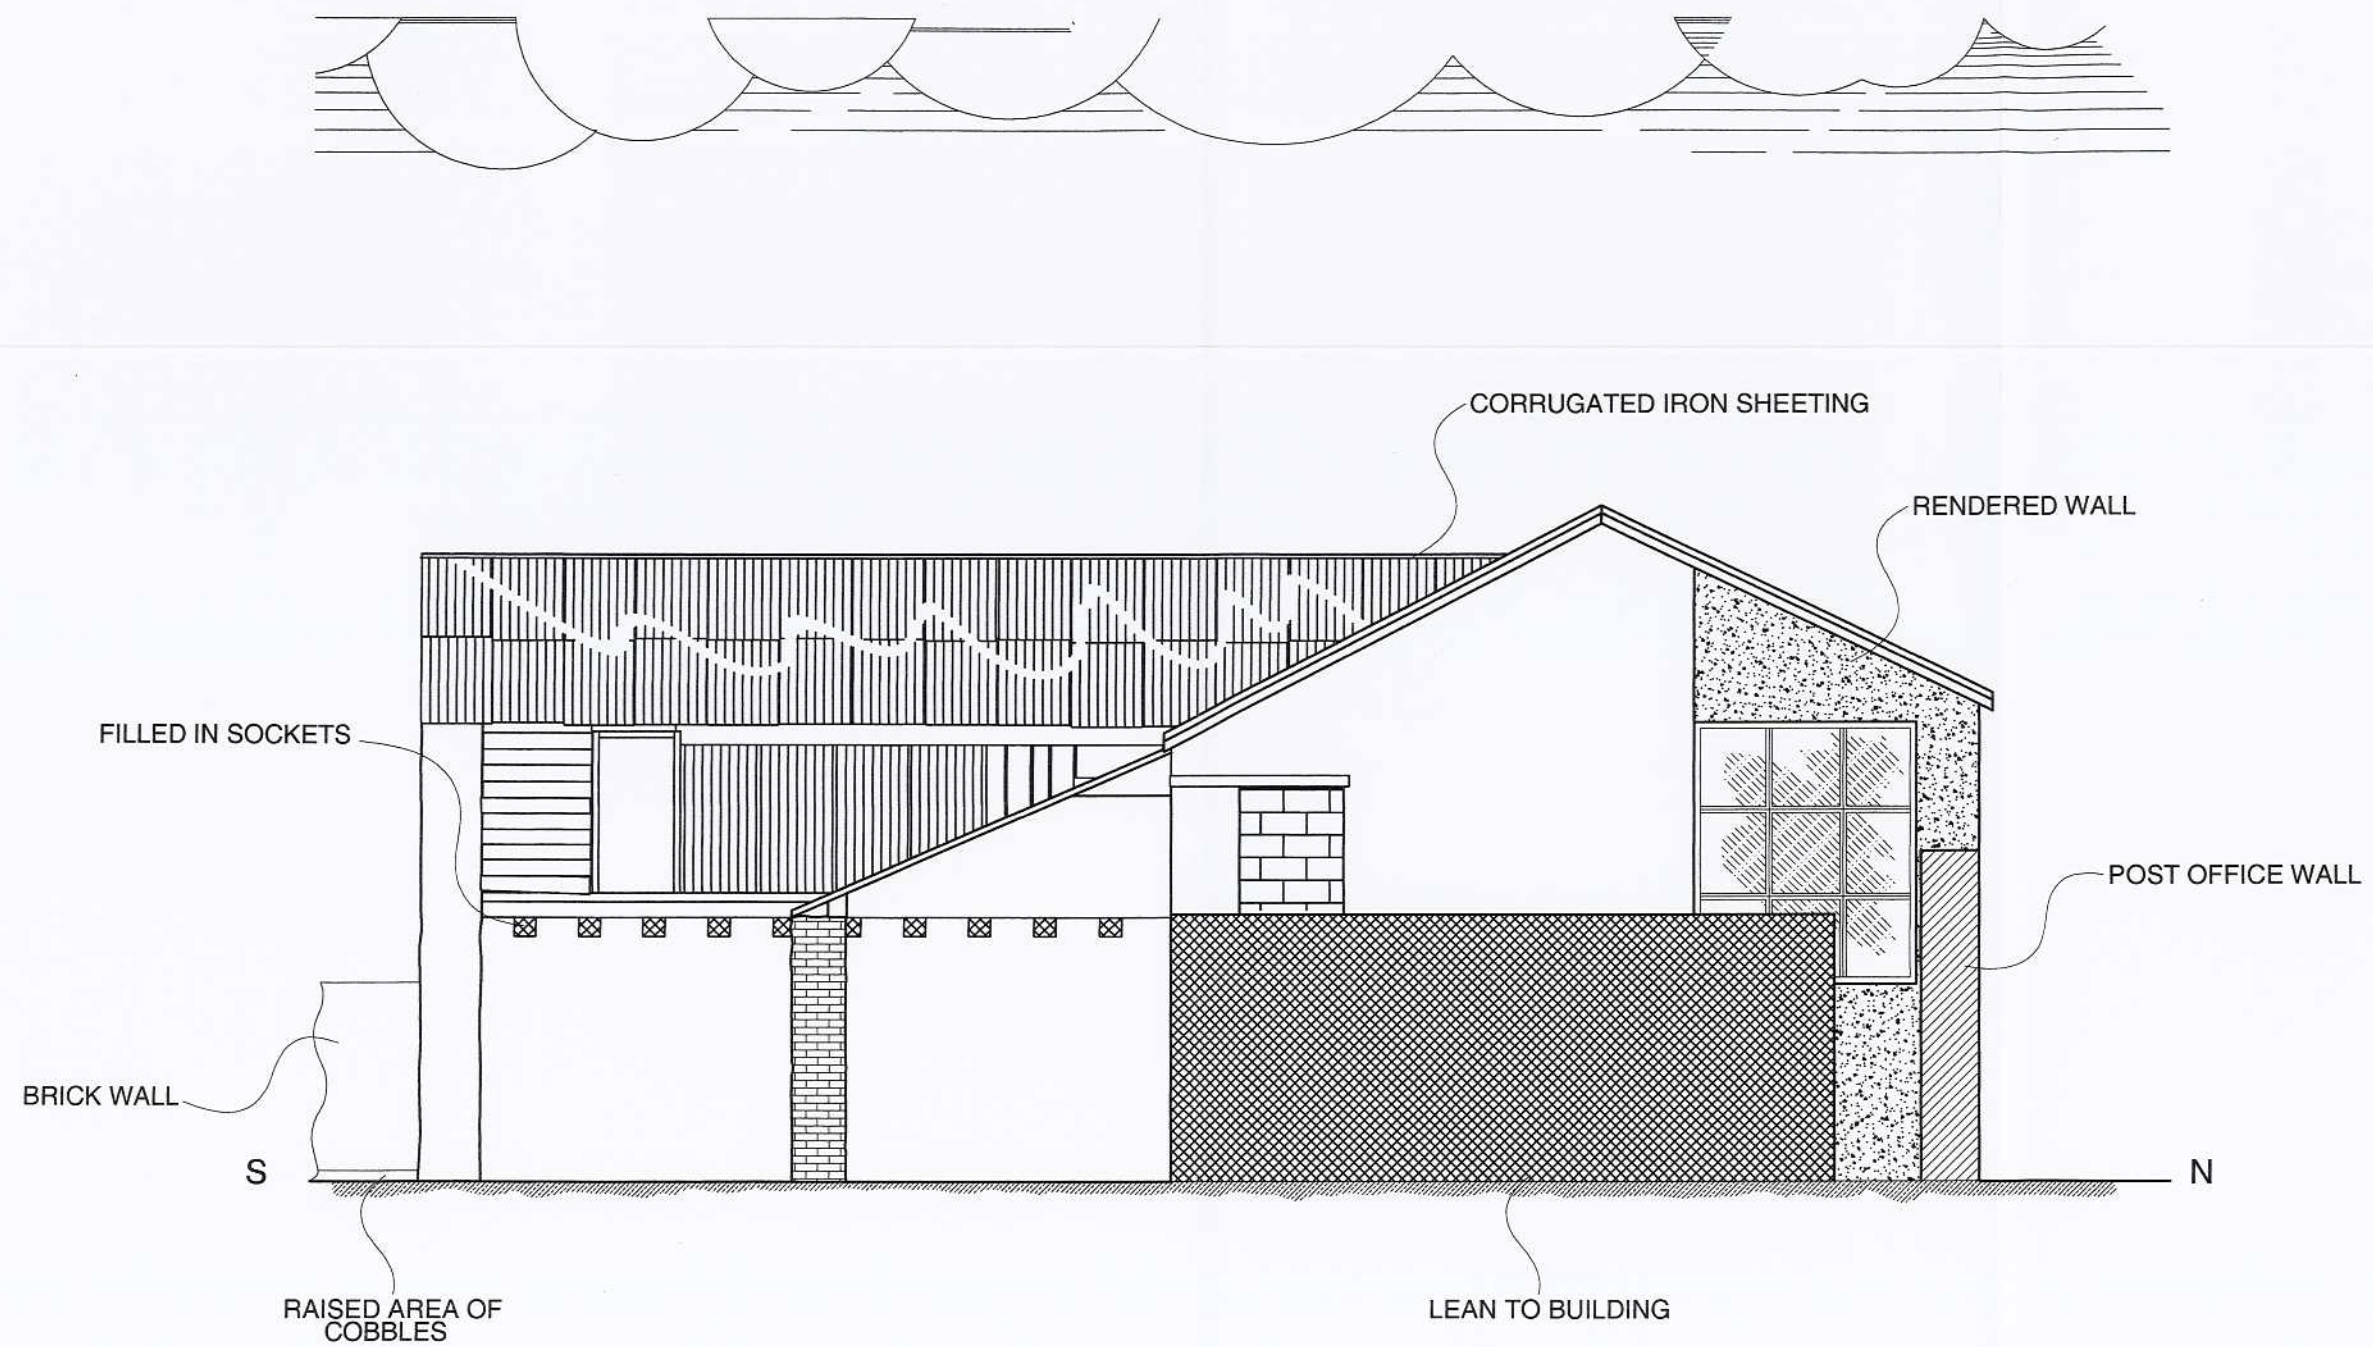 CORRUGATED IRON SHEETING
RENDERED WALL
FILLED IN SOCKETS
POST OFFICE WALL
BRICK WALL
S
N
RAISED AREA OF
COBBLES
LEAN TO BUILDING